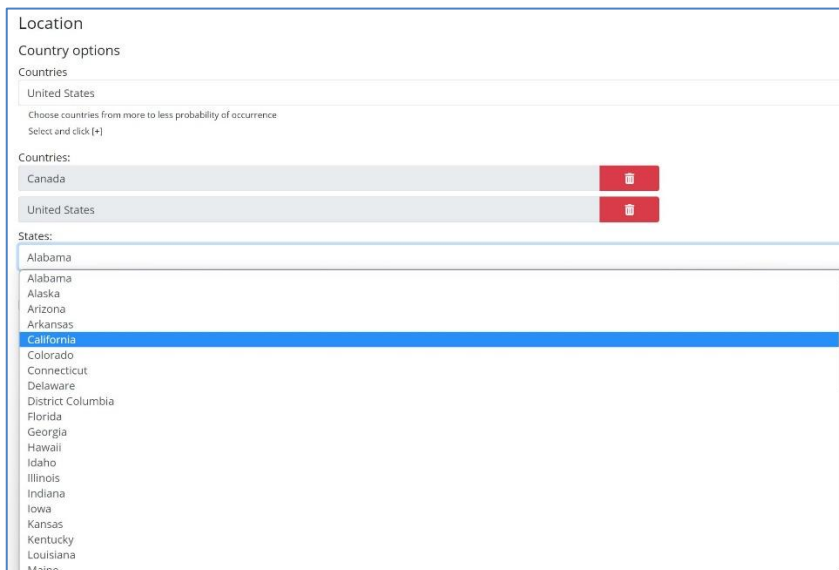 Location
Country options
Countries
United States
Choose countries from more to less probability of occurrence
Select and click [+]
Countries:
Canada
United States
States:
Alabama
Alabama
Alaska
Arizona
Arkansas
California
Colorado
Connecticut
Delaware
District Columbia
Florida
Georgia
Hawaii
Idaho
Illinois
Indiana
Iowa
Kansas
Kentucky
Louisiana
Maine